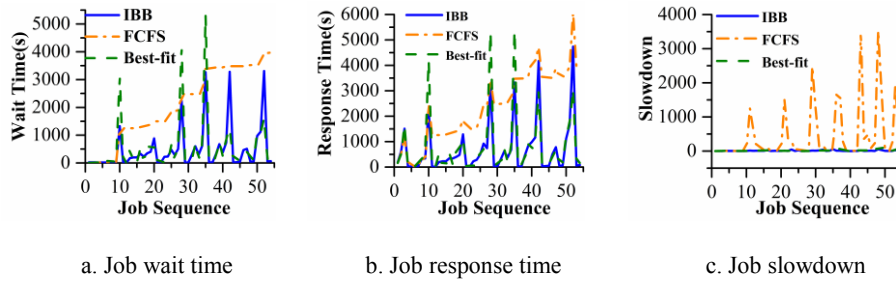 IBB
FCFS
Best-fit
5000
4000
3000
2000
1000
0
Wait Time(s)
0 10 20 30 40 50
Job Sequence
a. Job wait time
IBB
FCFS
Best-fit
6000
5000
4000
3000
2000
1000
0
Response Time(s)
0 10 20 30 40 50
Job Sequence
b. Job response time
IBB
FCFS
Best-fit
4000
3000
2000
1000
0
Slowdown
0 10 20 30 40 50
Job Sequence
c. Job slowdown